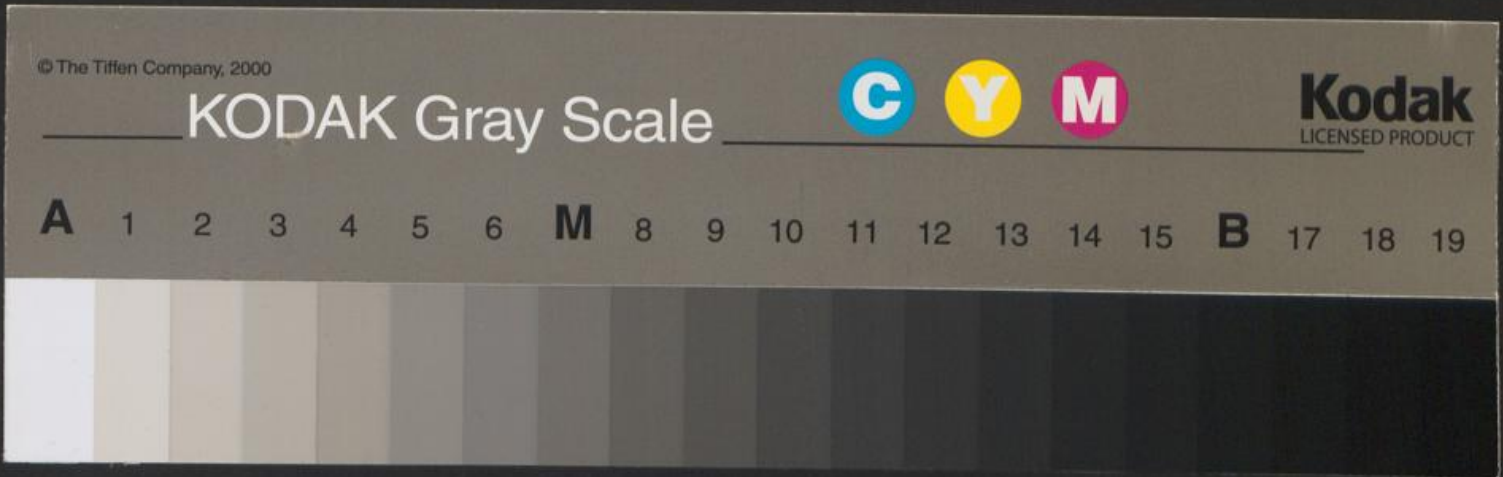 © The Tiffen Company, 2000
KODAK Gray Scale
C Y M
Kodak
LICENSED PRODUCT
A 1 2 3 4 5 6 M 8 9 10 11 12 13 14 15 B 17 18 19